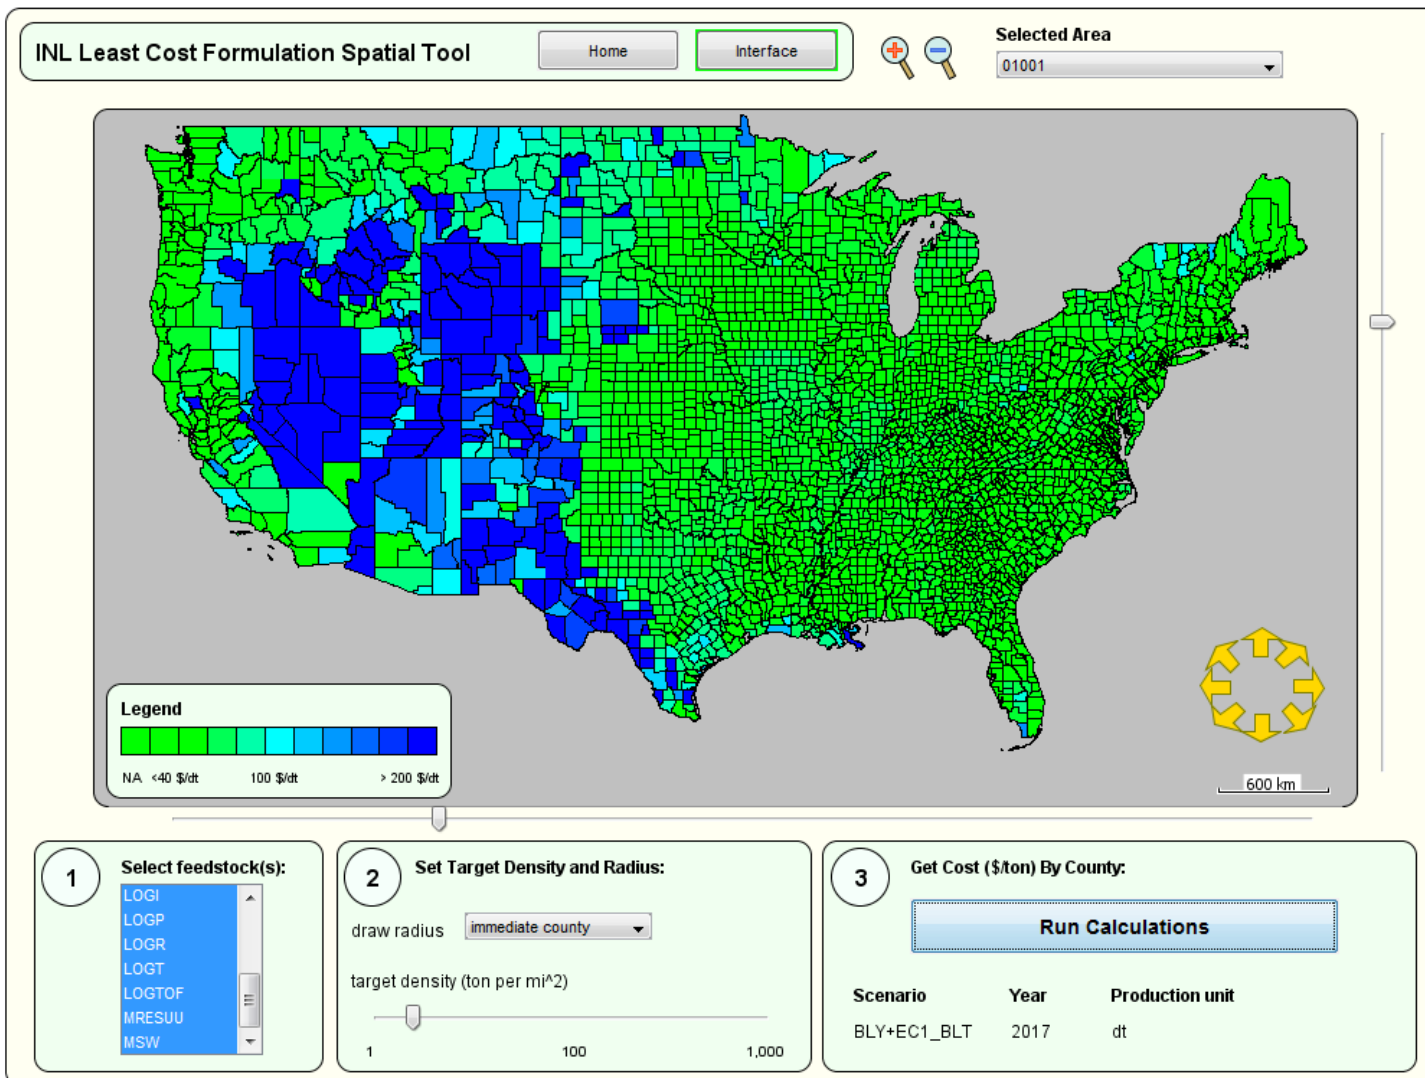 INL Least Cost Formulation Spatial Tool
Home
Interface
Selected Area
01001
Legend
NA <40 $/dt 100 $/dt > 200 $/dt
600 km
1
Select feedstock(s):
LOGI
LOGP
LOGR
LOGT
LOGTOF
MRESUU
MSW
2
Set Target Density and Radius:
draw radius immediate county
target density (ton per mi^2)
1 100 1,000
3
Get Cost ($/ton) By County:
Run Calculations
Scenario Year Production unit
BLY+EC1_BLT 2017 dt